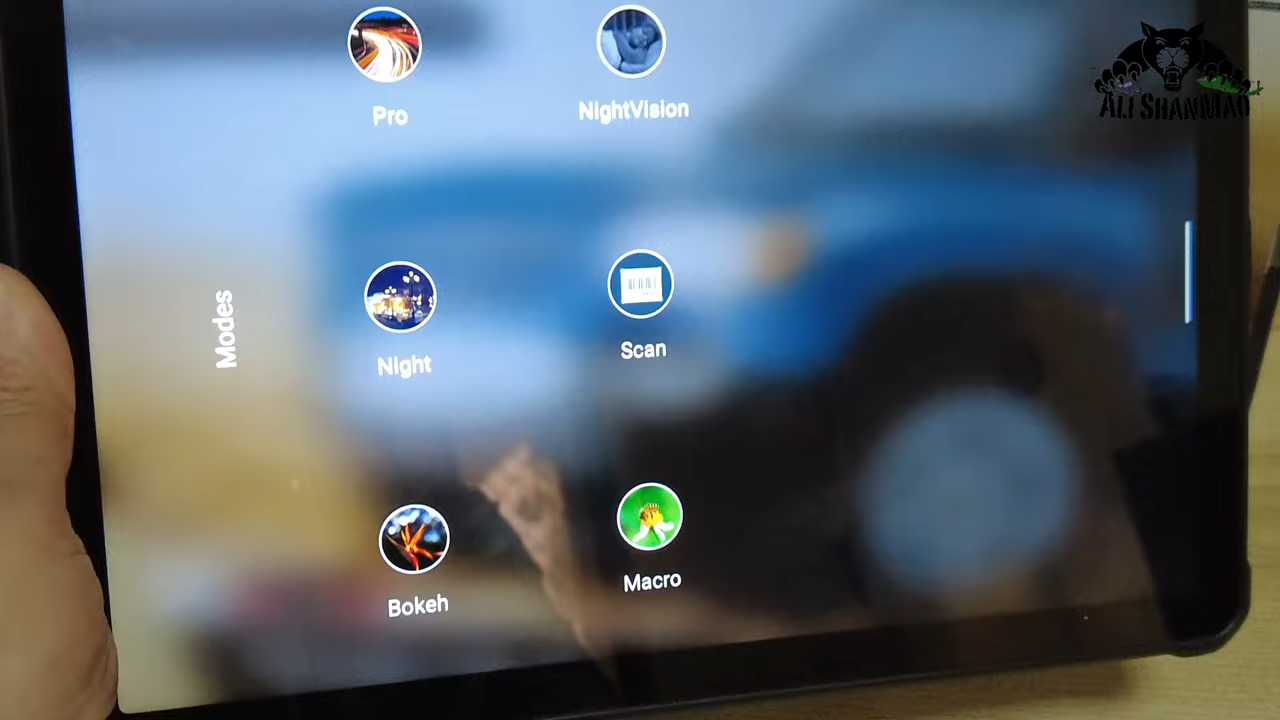 ALI SHANMAO
Pro
NightVision
Modes
Night
Scan
Bokeh
Macro